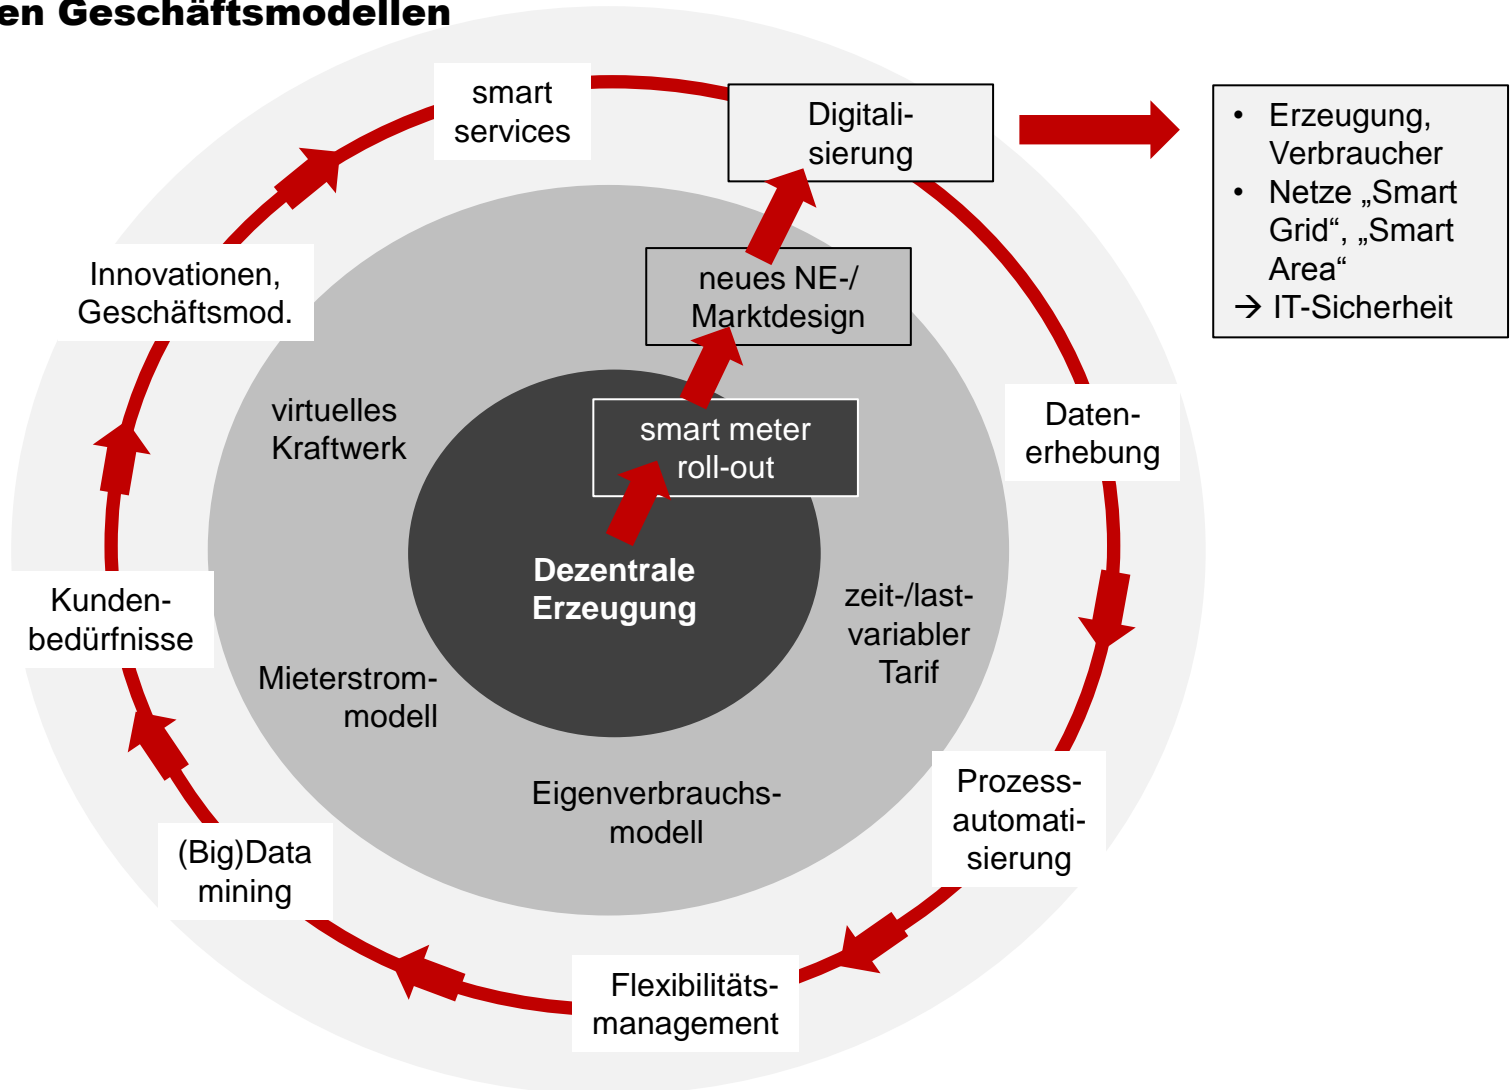 en Geschäftsmodellen
smart
services
Digitali-
sierung
• Erzeugung,
Verbraucher
• Netze „Smart
Grid“, „Smart
Area“
→ IT-Sicherheit
Innovationen,
Geschäftsmod.
neues NE-/
Marktdesign
virtuelles
Kraftwerk
smart meter
roll-out
Daten-
erhebung
Dezentrale
Erzeugung
zeit-/last-
variabler
Tarif
Kunden-
bedürfnisse
Mieterstrom-
modell
Eigenverbrauchs-
modell
Prozess-
automati-
sierung
(Big)Data
mining
Flexibilitäts-
management